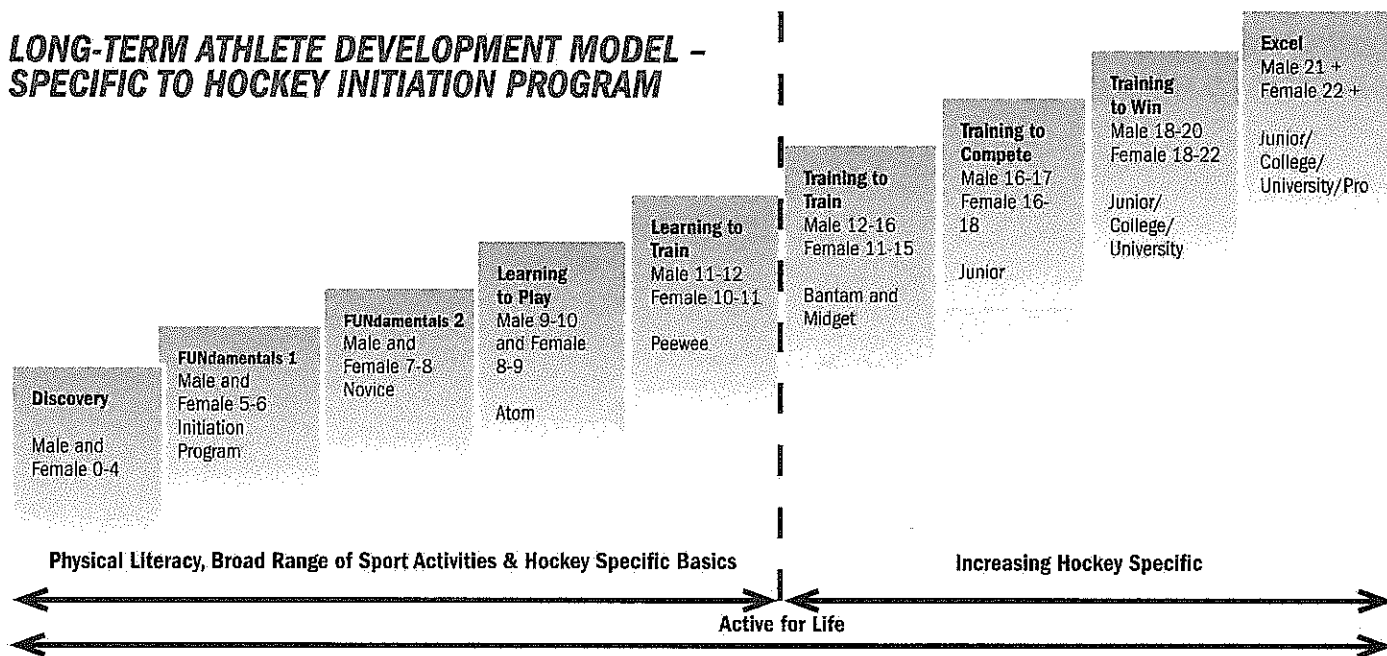 LONG-TERM ATHLETE DEVELOPMENT MODEL –
SPECIFIC TO HOCKEY INITIATION PROGRAM
Discovery
Male and
Female 0-4
FUNdamentals 1
Male and
Female 5-6
Initiation
Program
FUNdamentals 2
Male and
Female 7-8
Novice
Learning
to Play
Male 9-10
and Female
8-9
Atom
Learning to
Train
Male 11-12
Female 10-11
Peewee
Training to
Train
Male 12-16
Female 11-15
Bantam and
Midget
Training to
Compete
Male 16-17
Female 16-
18
Junior
Training
to Win
Male 18-20
Female 18-22
Junior/
College/
University
Excel
Male 21 +
Female 22 +
Junior/
College/
University/Pro
Physical Literacy, Broad Range of Sport Activities & Hockey Specific Basics
Increasing Hockey Specific
Active for Life